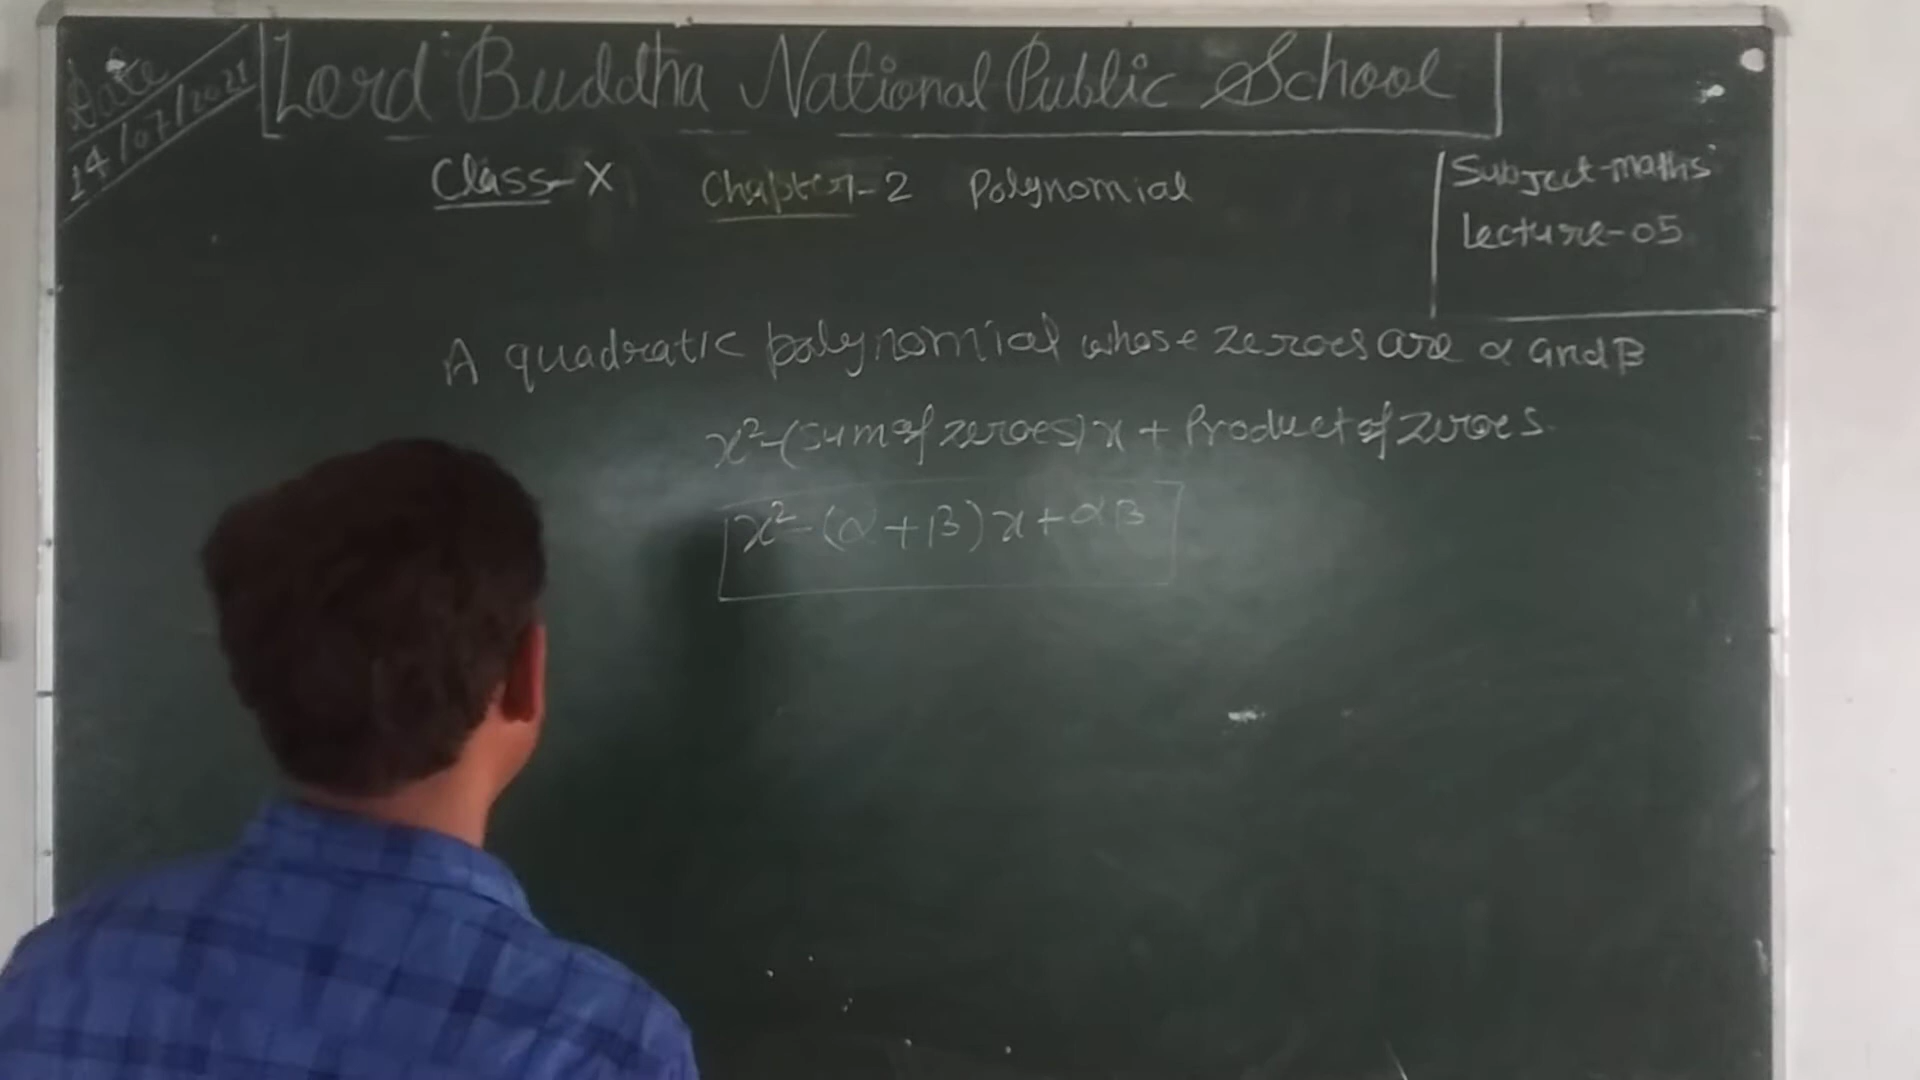 Date
14/07/2021
Lord Buddha National Public School
Class-X Chapter-2 Polynomial
Subject-maths
Lecture-05
A quadratic polynomial whose zeroes are α and β
x²-(sum of zeroes)x + Product of zeroes
x²-(α+β)x+αβ